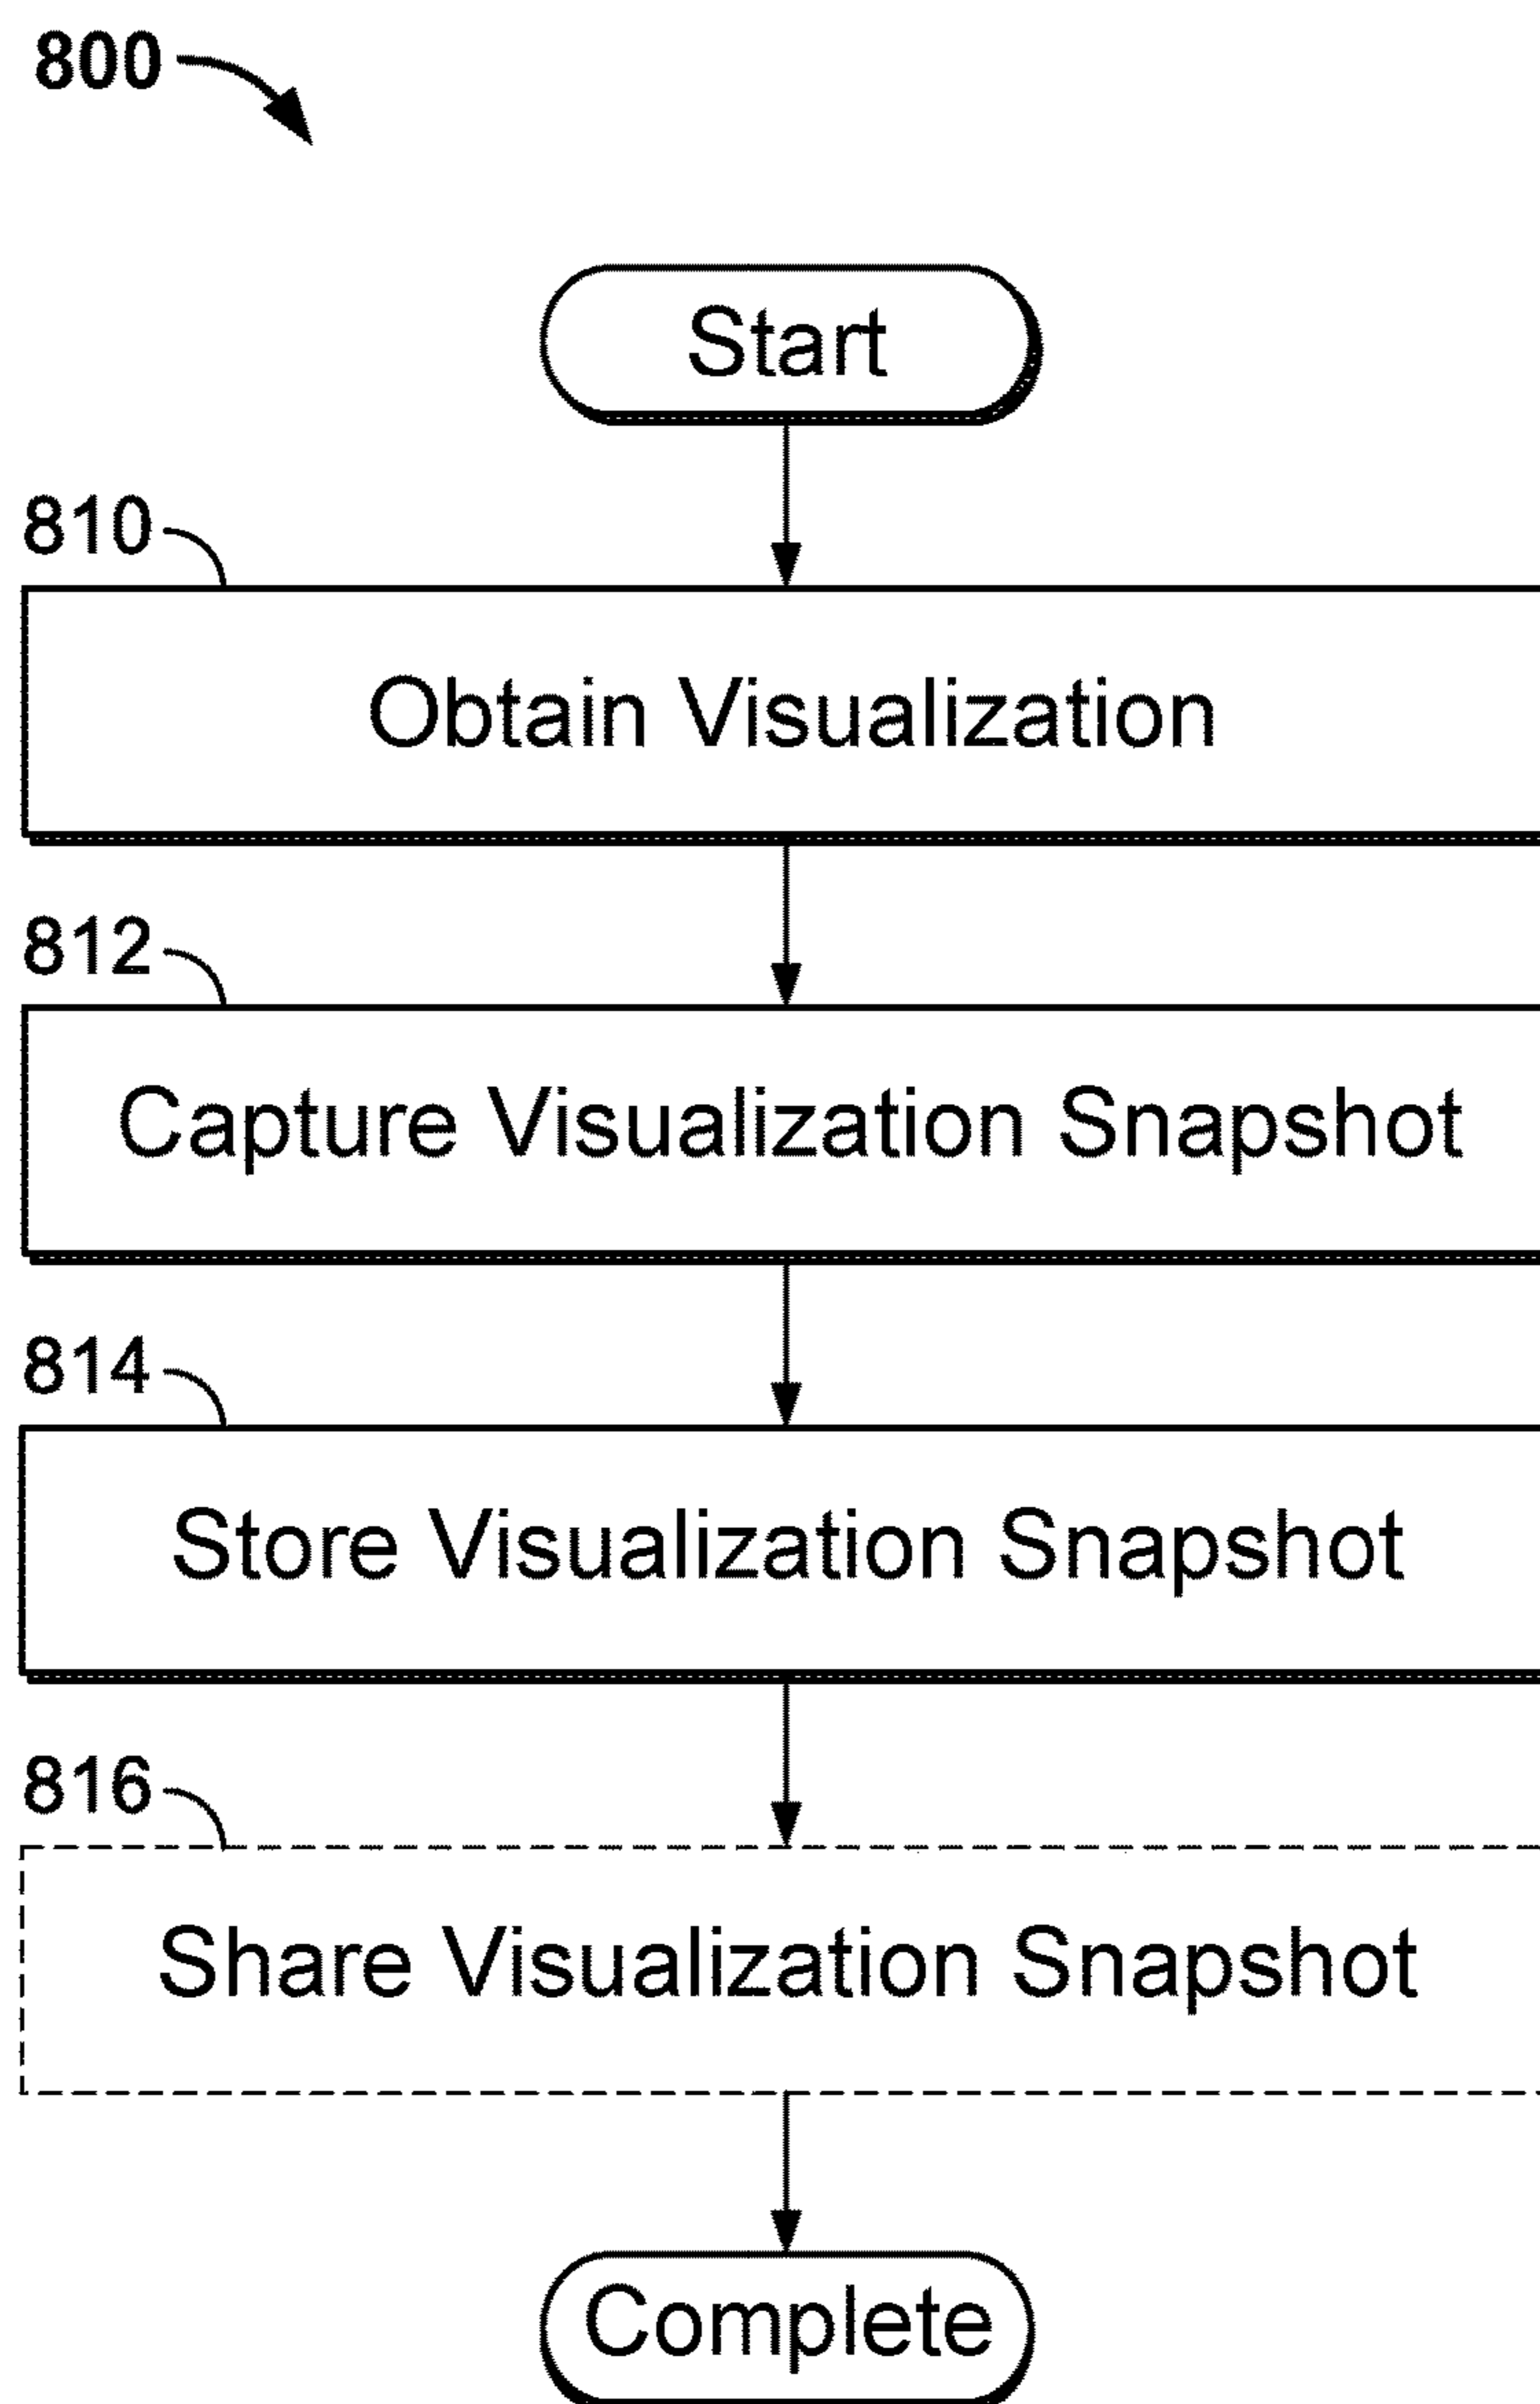 800
Start
810
Obtain Visualization
812
Capture Visualization Snapshot
814
Store Visualization Snapshot
816
Share Visualization Snapshot
Complete